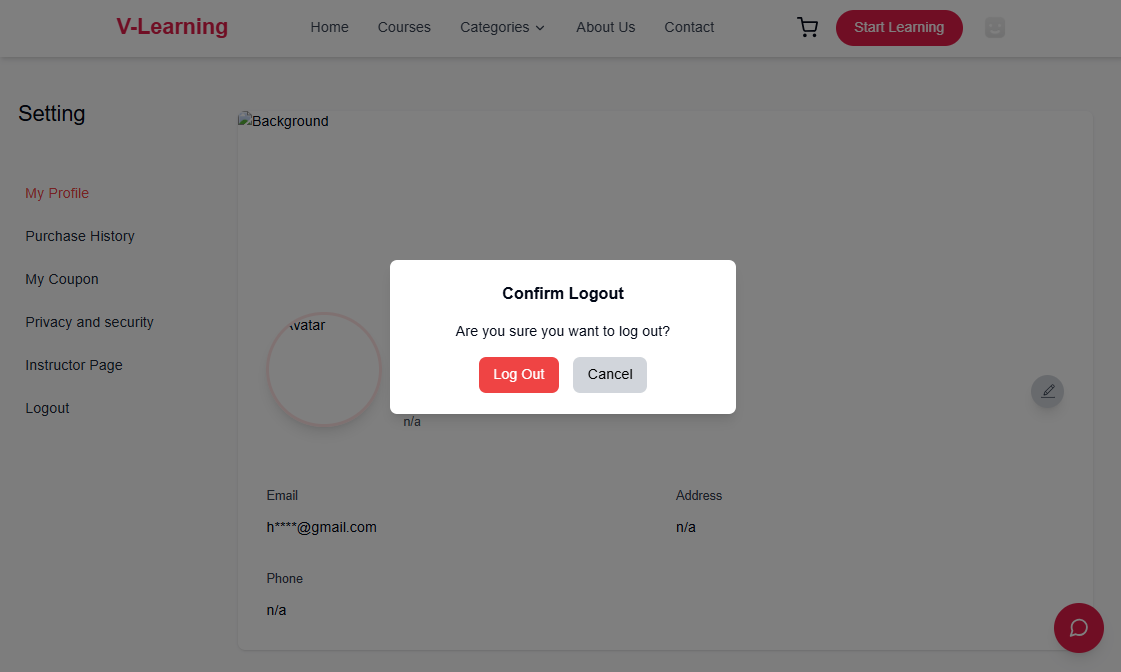 V-Learning
Home
Courses
Categories
About Us
Contact
Start Learning
Setting
My Profile
Purchase History
My Coupon
Privacy and security
Instructor Page
Logout
Background
Avatar
Confirm Logout
Are you sure you want to log out?
Log Out
Cancel
n/a
Email
h****@gmail.com
Address
n/a
Phone
n/a